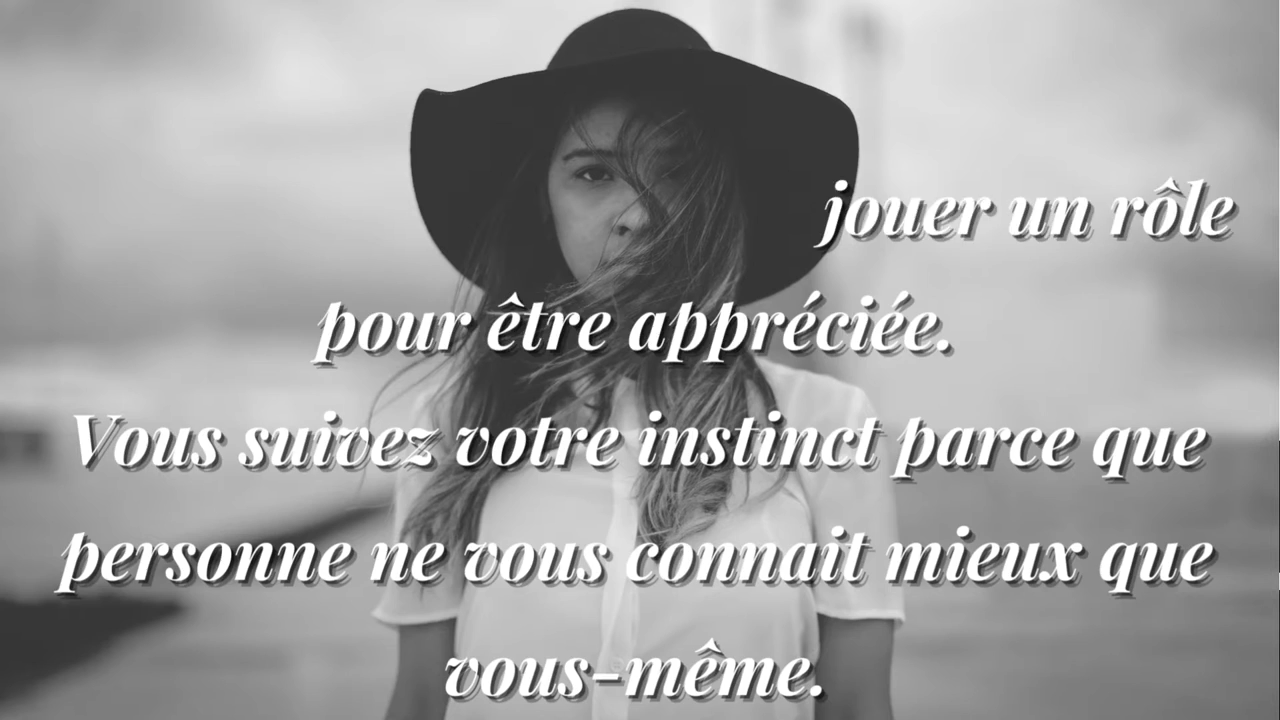 jouer un rôle
pour être appréciée.
Vous suivez votre instinct parce que
personne ne vous connait mieux que
vous-même.